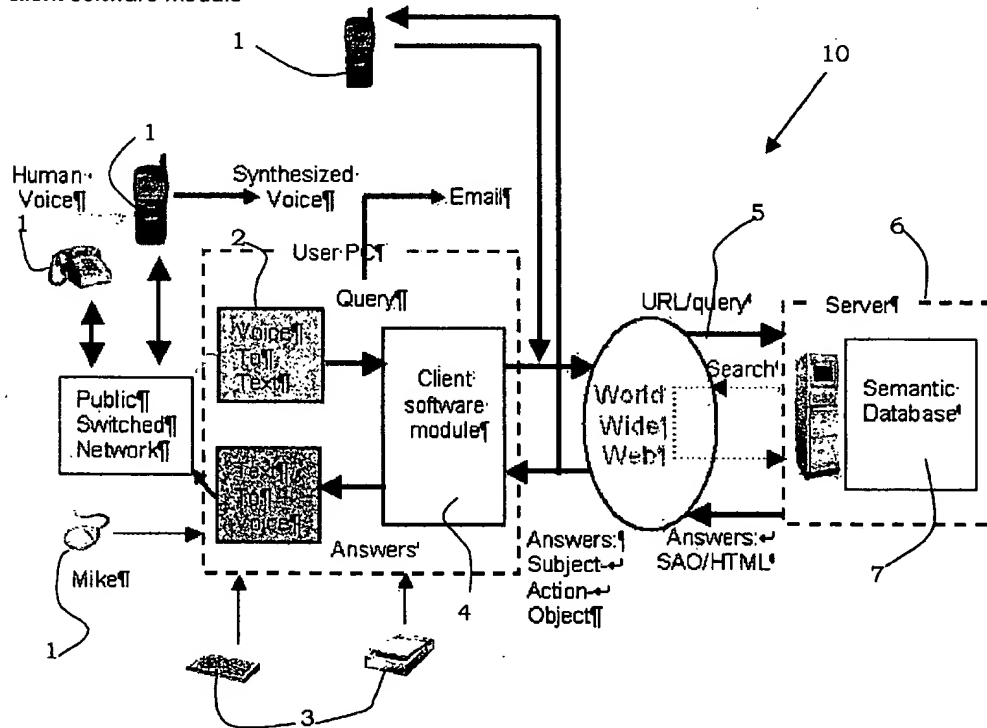 client software module
1
1
10
Human·
Voice¶
Synthesized·
Voice¶
Email¶
1
2
User·PC¶
5
6
Query¶
URL/query
Server¶
Voice¶
To¶
Text¶
Client·
software·
module¶
Search
World
Wide¶
Web¶
Semantic·
Database
Public¶
Switched¶
Network¶
Text¶
To¶
Voice¶
Mike¶
Answers
Answers:¶
Subject·↵
Action·↵
Object¶
Answers:↵
SAO/HTML
1
4
7
3